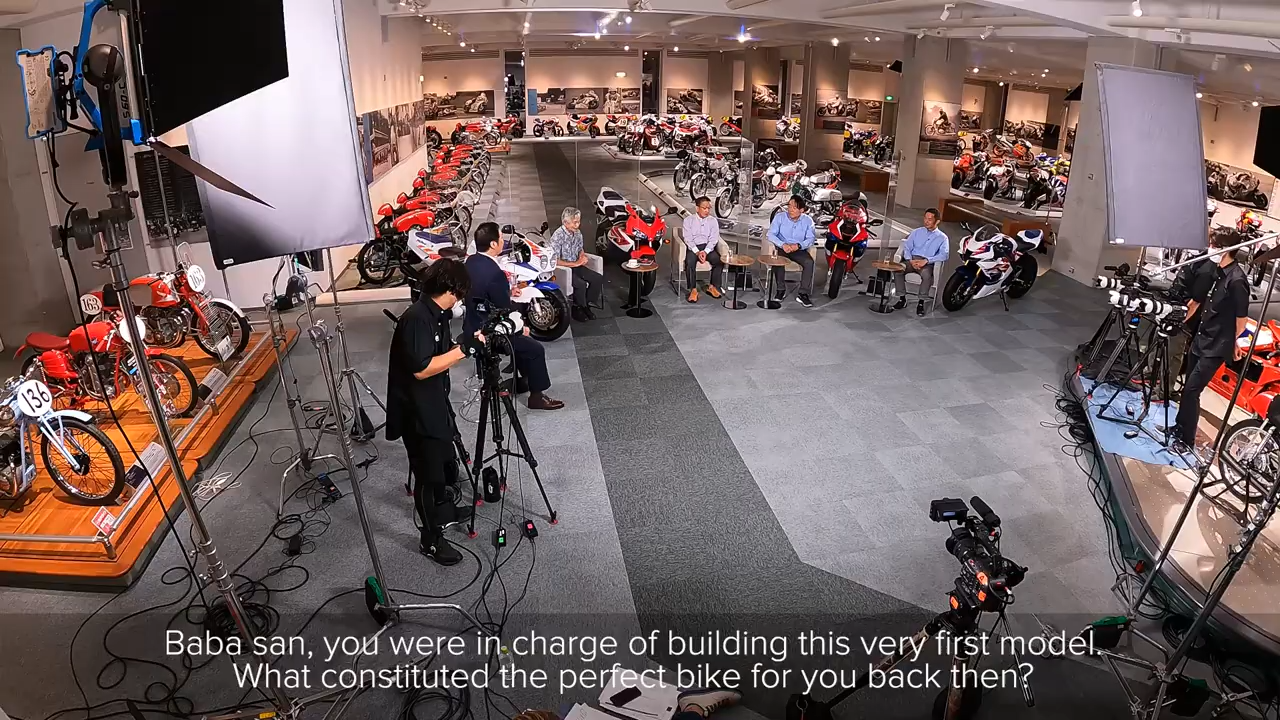 163
136
Baba san, you were in charge of building this very first model.
What constituted the perfect bike for you back then?